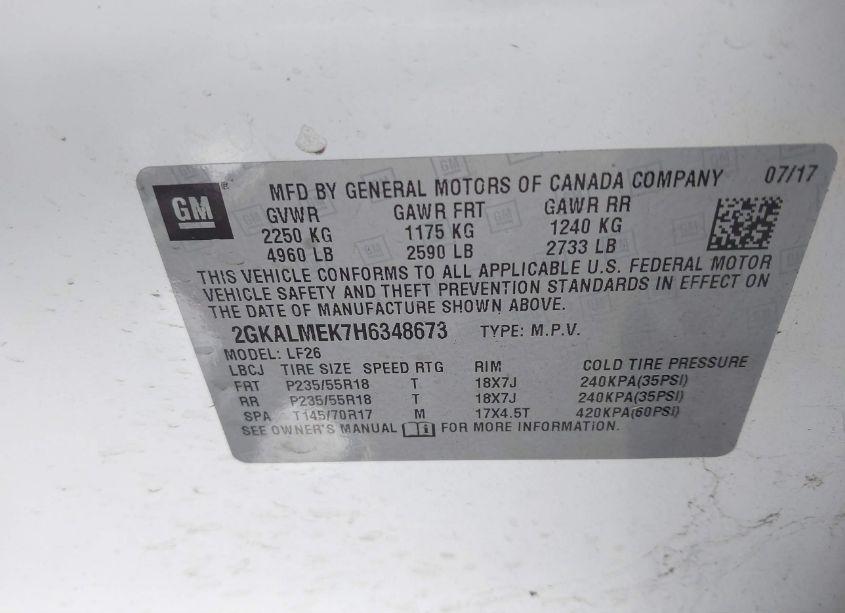 GM ® MFD BY GENERAL MOTORS OF CANADA COMPANY 07/17
GVWR GAWR FRT GAWR RR
2250 KG 1175 KG 1240 KG
4960 LB 2590 LB 2733 LB
THIS VEHICLE CONFORMS TO ALL APPLICABLE U.S. FEDERAL MOTOR
VEHICLE SAFETY AND THEFT PREVENTION STANDARDS IN EFFECT ON
THE DATE OF MANUFACTURE SHOWN ABOVE.
2GKALMEK7H6348673 TYPE: M.P.V.
MODEL: LF26
LBCJ TIRE SIZE SPEED RTG RIM COLD TIRE PRESSURE
FRT P235/55R18 T 18X7J 240KPA(35PSI)
RR P235/55R18 T 18X7J 240KPA(35PSI)
SPA T145/70R17 M 17X4.5T 420KPA(60PSI)
SEE OWNER'S MANUAL FOR MORE INFORMATION.